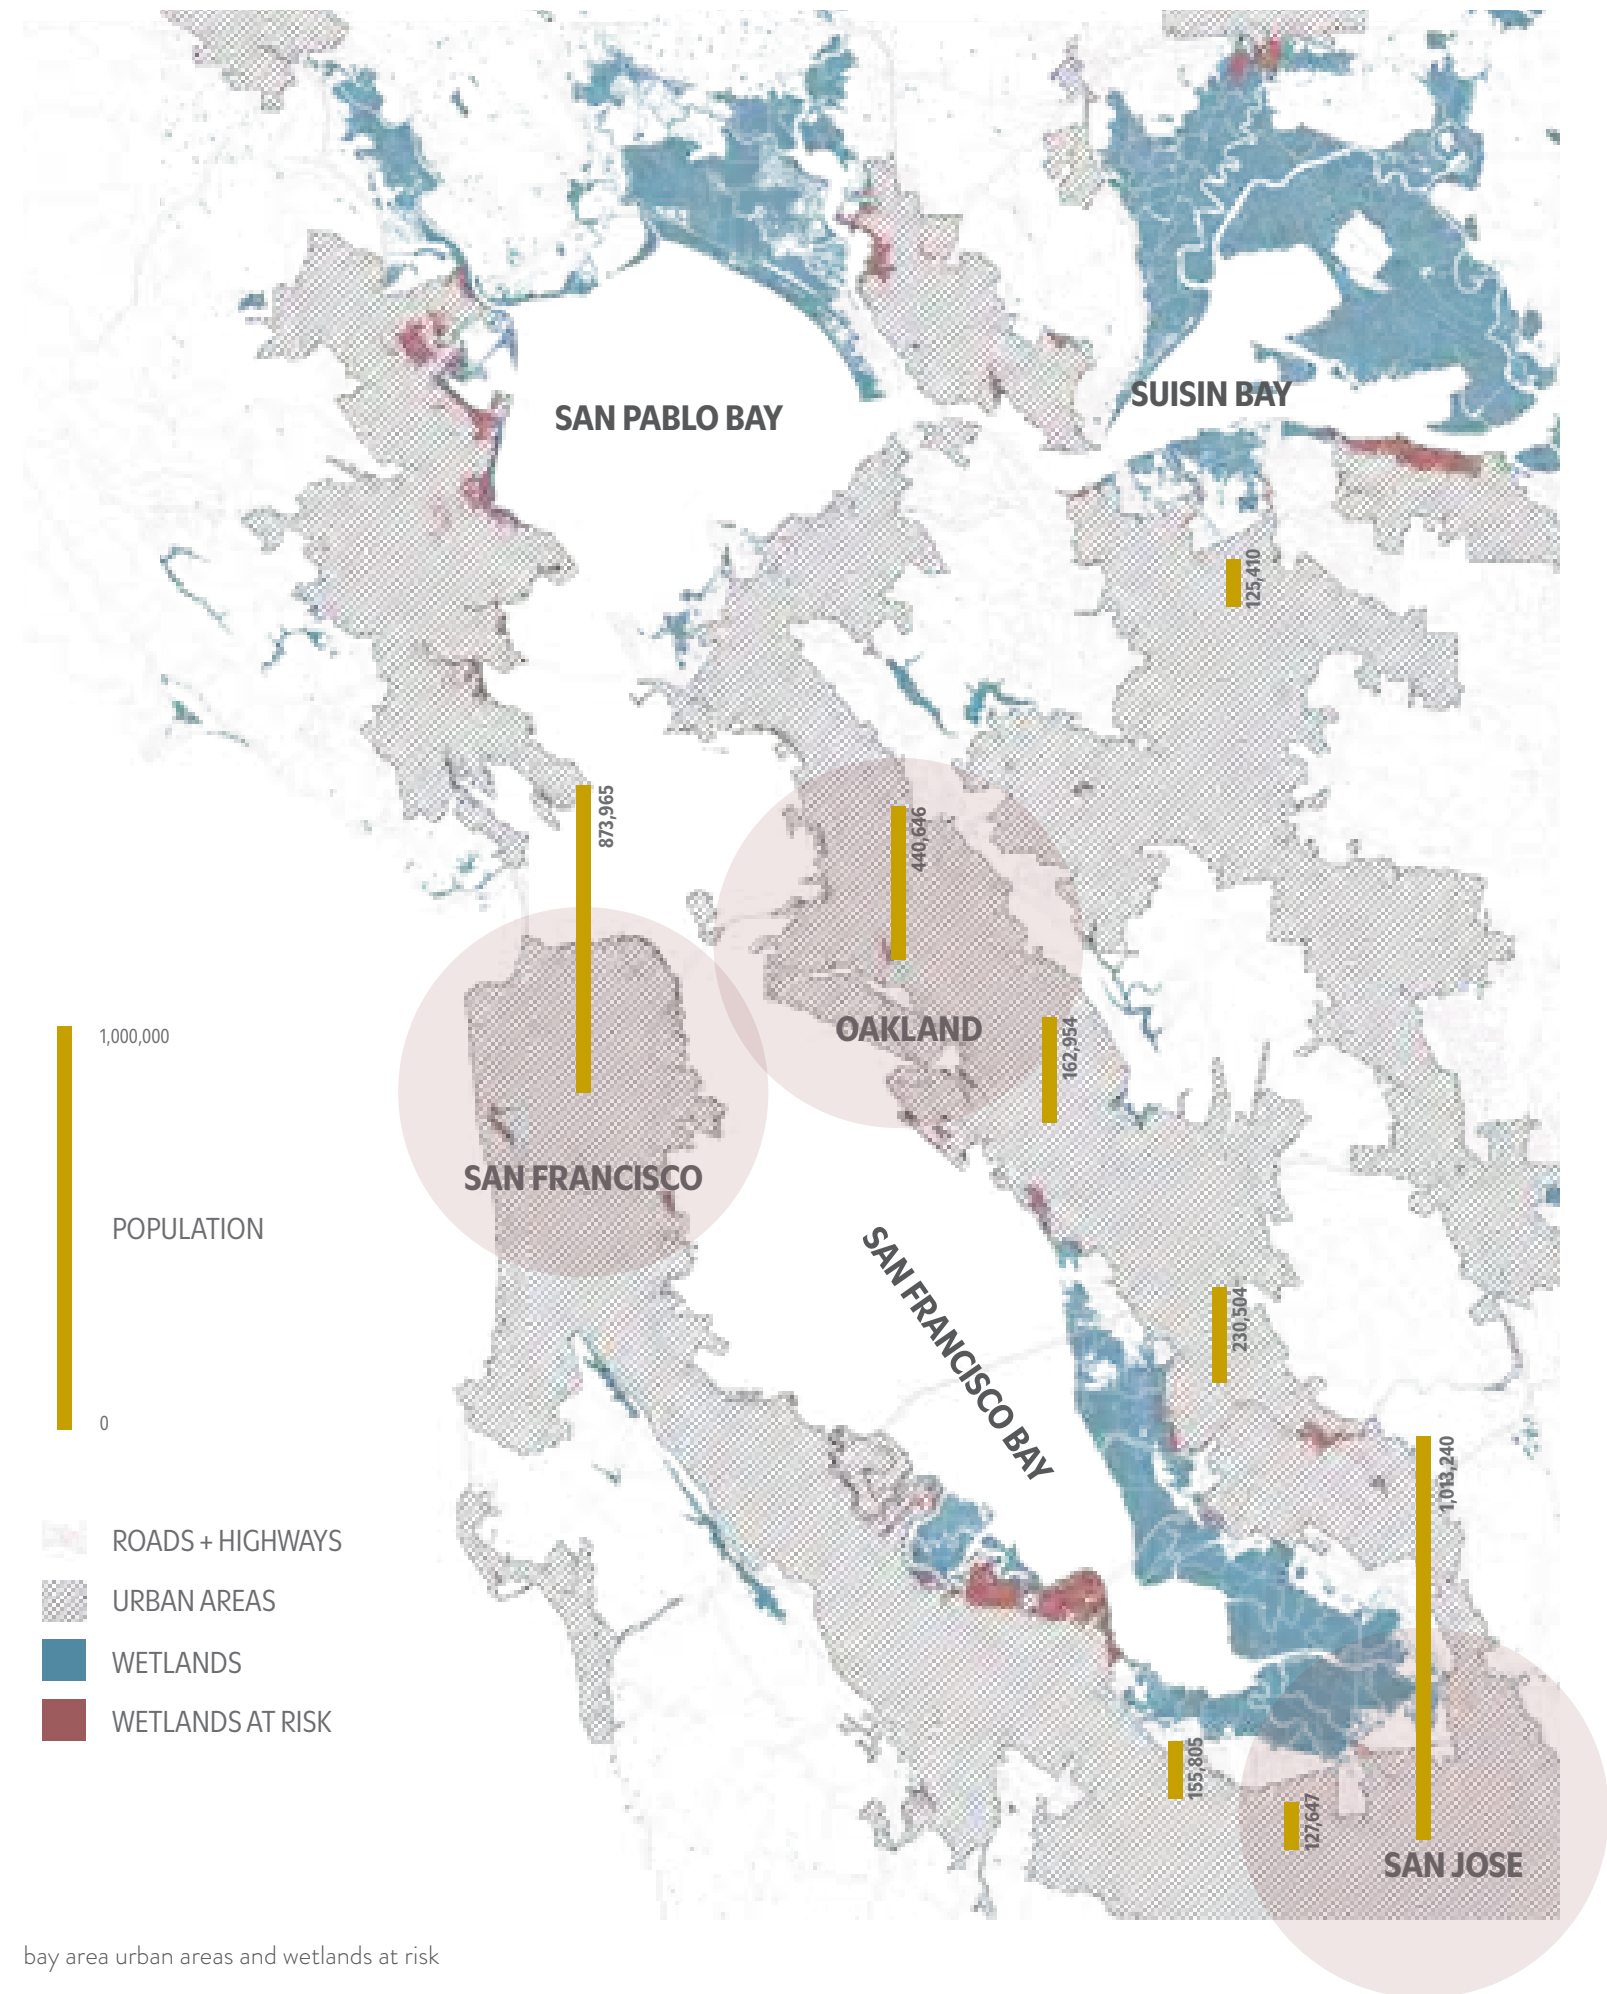 SAN PABLO BAY
SUISIN BAY
125,410
873,965
440,646
OAKLAND
162,954
1,000,000
SAN FRANCISCO
POPULATION
SAN FRANCISCO BAY
230,504
0
1,013,240
ROADS + HIGHWAYS
URBAN AREAS
WETLANDS
WETLANDS AT RISK
155,805
127,647
SAN JOSE
bay area urban areas and wetlands at risk